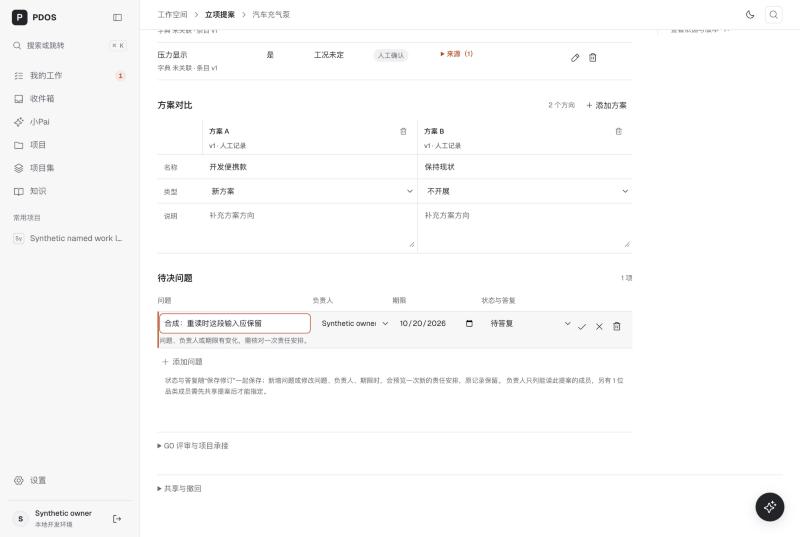 P PDOS
工作空间 > 立项提案 > 汽车充气泵
搜索或跳转 ⌘ K
我的工作 1
收件箱
小Pai
项目
项目集
知识
常用项目
Sy Synthetic named work l...
设置
S Synthetic owner
本地开发环境
字典 未关联 · 条目 v1
压力显示 是 工况未定 人工确认 ▶ 来源（1）
字典 未关联 · 条目 v1
方案对比 2 个方向 + 添加方案
方案 A 方案 B
v1 · 人工记录 v1 · 人工记录
名称 开发便携款 保持现状
类型 新方案 不开展
说明 补充方案方向 补充方案方向
待决问题 1 项
问题 负责人 期限 状态与答复
合成：重读时这段输入应保留 Synthetic owner 10/20/2026 待答复
问题、负责人或期限有变化，需核对一次责任安排。
+ 添加问题
状态与答复随“保存修订”一起保存；新增问题或修改问题、负责人、期限时，会预览一次新的责任安排，原记录保留。 负责人只列能读此提案的成员，另有 1 位
品类成员需先共享提案后才能指定。
▶ GO 评审与项目承接
▶ 共享与撤回